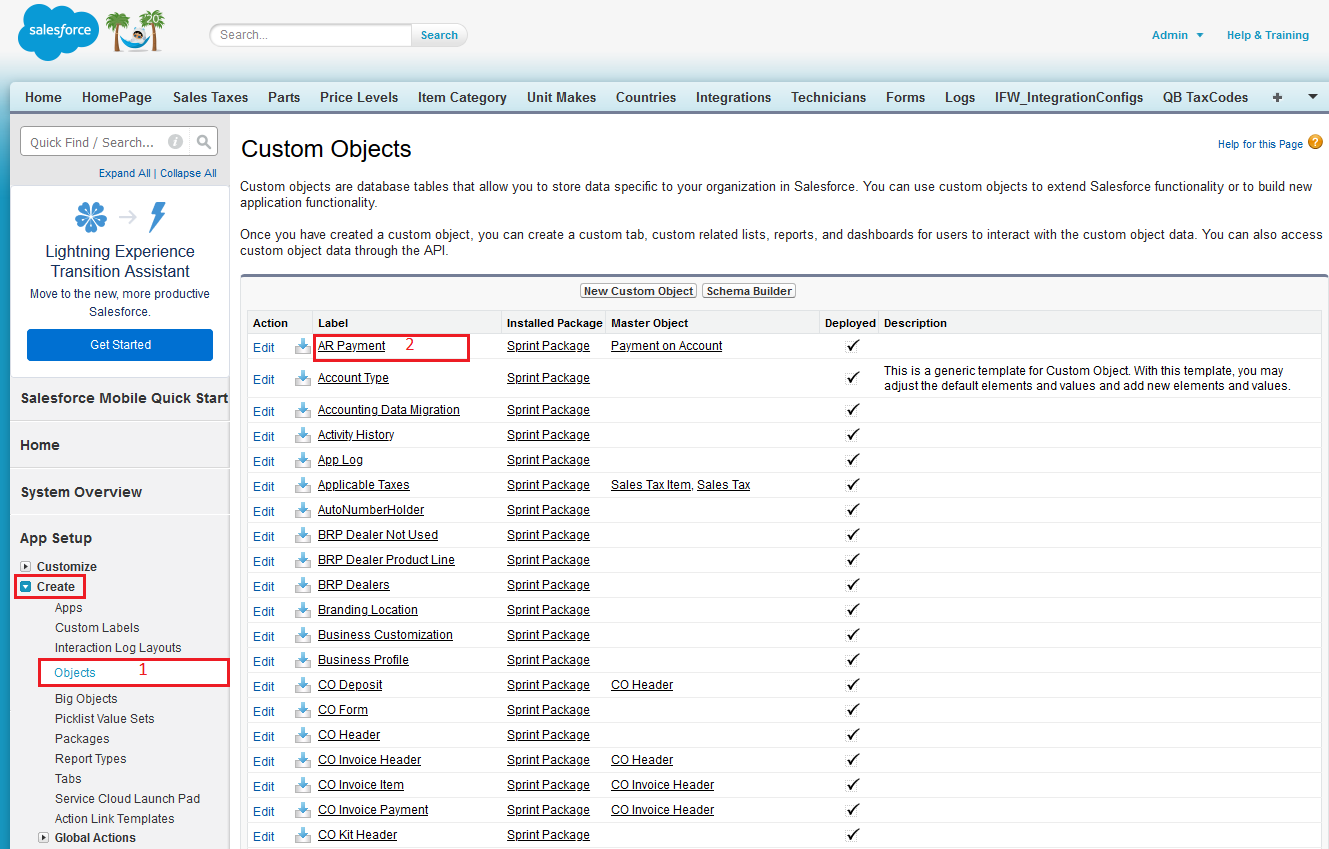 salesforce
20
Search...
Search
Admin
Help & Training
Home HomePage Sales Taxes Parts Price Levels Item Category Unit Makes Countries Integrations Technicians Forms Logs IFW_IntegrationConfigs QB TaxCodes +
Quick Find / Search...
Expand All | Collapse All
Lightning Experience
Transition Assistant
Move to the new, more productive
Salesforce.
Get Started
Salesforce Mobile Quick Start
Home
System Overview
App Setup
Customize
Create
Apps
Custom Labels
Interaction Log Layouts
Objects 1
Big Objects
Picklist Value Sets
Packages
Report Types
Tabs
Service Cloud Launch Pad
Action Link Templates
Global Actions
Custom Objects
Help for this Page ?
Custom objects are database tables that allow you to store data specific to your organization in Salesforce. You can use custom objects to extend Salesforce functionality or to build new
application functionality.
Once you have created a custom object, you can create a custom tab, custom related lists, reports, and dashboards for users to interact with the custom object data. You can also access
custom object data through the API.
New Custom Object Schema Builder
Action Label Installed Package Master Object Deployed Description
Edit AR Payment 2 Sprint Package Payment on Account
Edit Account Type Sprint Package This is a generic template for Custom Object. With this template, you may
adjust the default elements and values and add new elements and values.
Edit Accounting Data Migration Sprint Package
Edit Activity History Sprint Package
Edit App Log Sprint Package
Edit Applicable Taxes Sprint Package Sales Tax Item, Sales Tax
Edit AutoNumberHolder Sprint Package
Edit BRP Dealer Not Used Sprint Package
Edit BRP Dealer Product Line Sprint Package
Edit BRP Dealers Sprint Package
Edit Branding Location Sprint Package
Edit Business Customization Sprint Package
Edit Business Profile Sprint Package
Edit CO Deposit Sprint Package CO Header
Edit CO Form Sprint Package
Edit CO Header Sprint Package
Edit CO Invoice Header Sprint Package CO Header
Edit CO Invoice Item Sprint Package CO Invoice Header
Edit CO Invoice Payment Sprint Package CO Invoice Header
Edit CO Kit Header Sprint Package